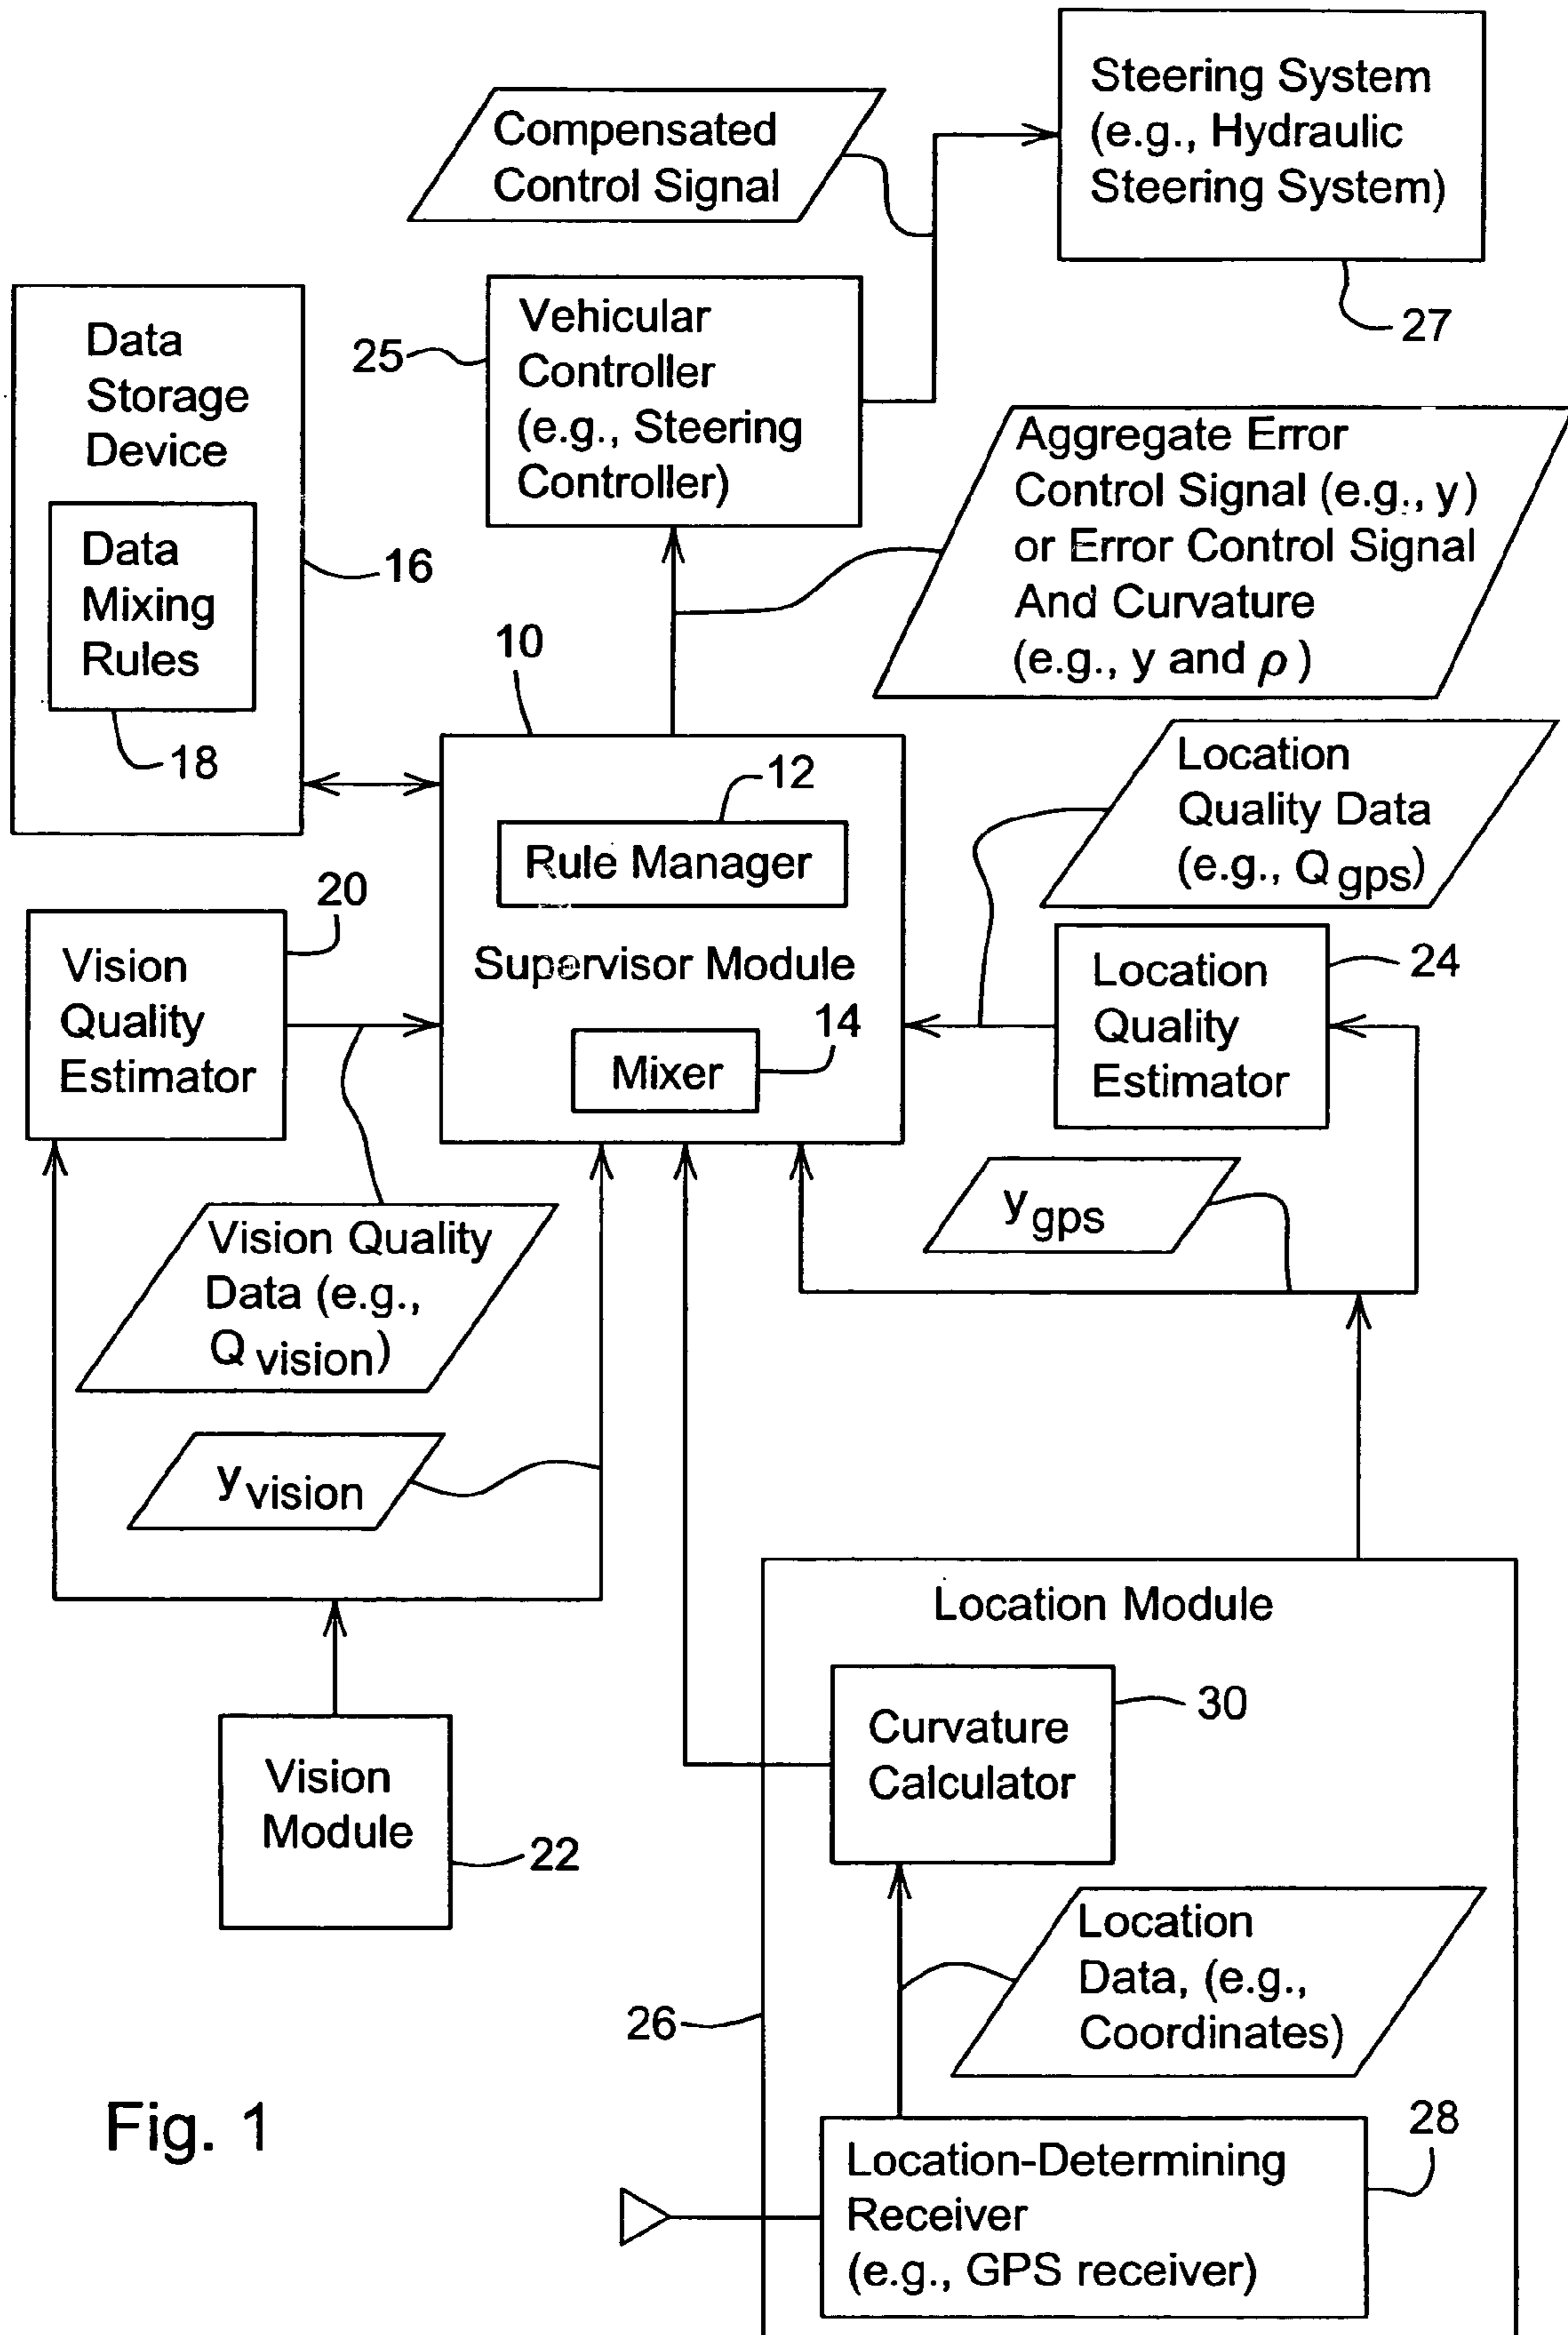 Steering System
(e.g., Hydraulic
Steering System)
27
Compensated
Control Signal
Vehicular
Controller
(e.g., Steering
Controller)
25
Data
Storage
Device
Data
Mixing
Rules
16
18
Aggregate Error
Control Signal (e.g., y)
or Error Control Signal
And Curvature
(e.g., y and ρ )
10
12
Rule Manager
Supervisor Module
14
Mixer
Location
Quality Data
(e.g., Q gps)
20
Vision
Quality
Estimator
Location
Quality
Estimator
24
y gps
Vision Quality
Data (e.g.,
Q vision)
y vision
Vision
Module
22
Location Module
Curvature
Calculator
30
Location
Data, (e.g.,
Coordinates)
26
28
Location-Determining
Receiver
(e.g., GPS receiver)
Fig. 1